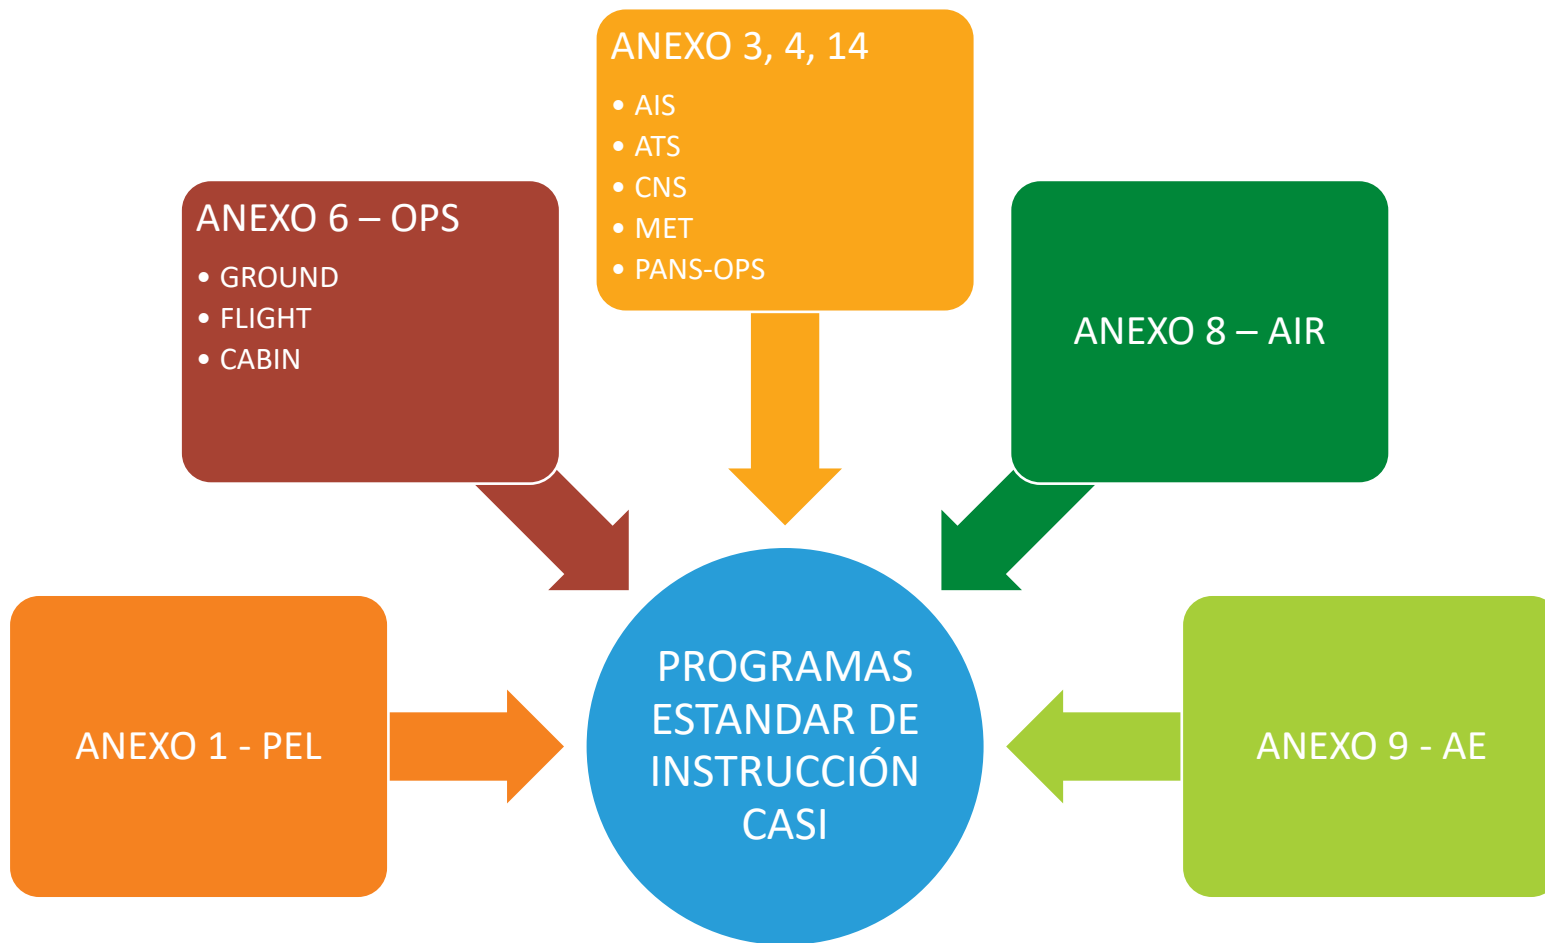 ANEXO 3, 4, 14
• AIS
• ATS
• CNS
• MET
• PANS-OPS
ANEXO 6 – OPS
• GROUND
• FLIGHT
• CABIN
ANEXO 8 – AIR
ANEXO 1 - PEL
PROGRAMAS
ESTANDAR DE
INSTRUCCIÓN
CASI
ANEXO 9 - AE